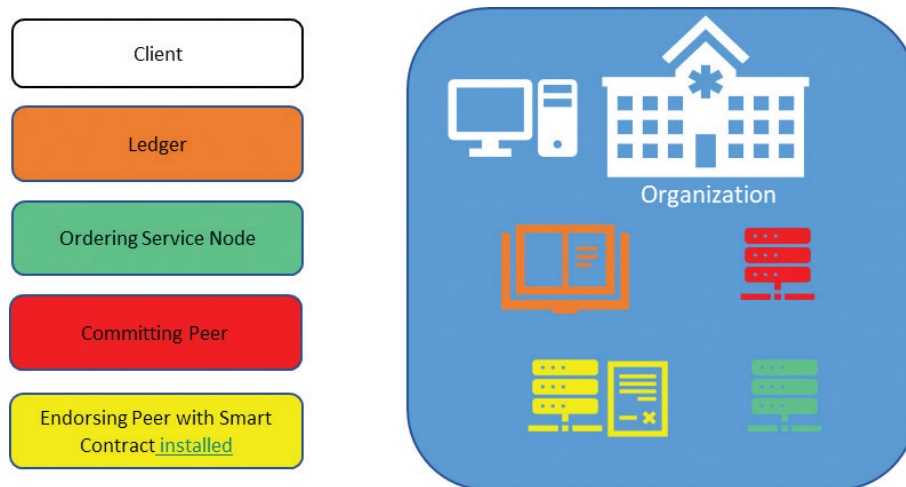 Client
Ledger
Ordering Service Node
Committing Peer
Endorsing Peer with Smart
Contract installed
Organization